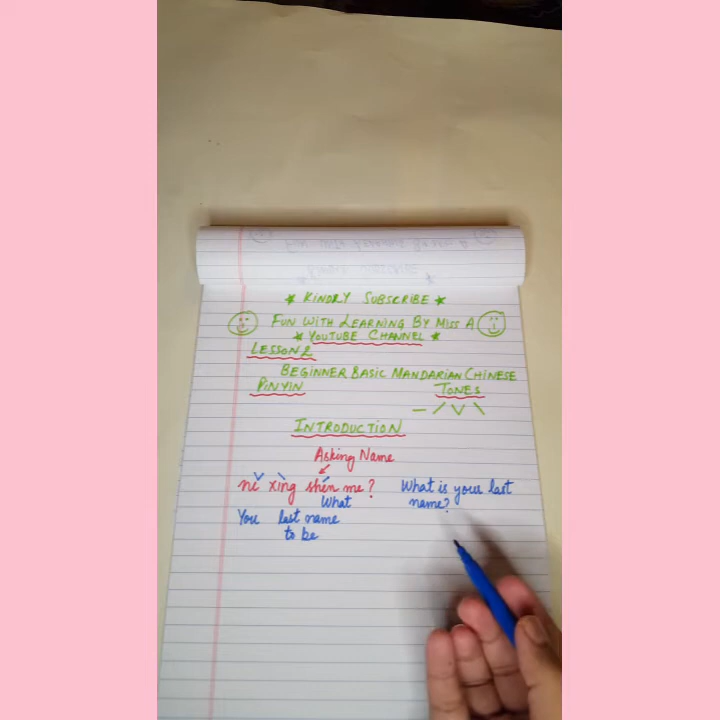 ★ KINDLY SUBSCRIBE ★
FUN WITH LEARNING BY MISS A
★ YOUTUBE CHANNEL ★
LESSON 2
BEGINNER BASIC MANDARIAN CHINESE
PINYIN TONES
— / ∨ \
INTRODUCTION
Asking Name
nǐ xìng shén me? What is your last
What name?
You last name
to be